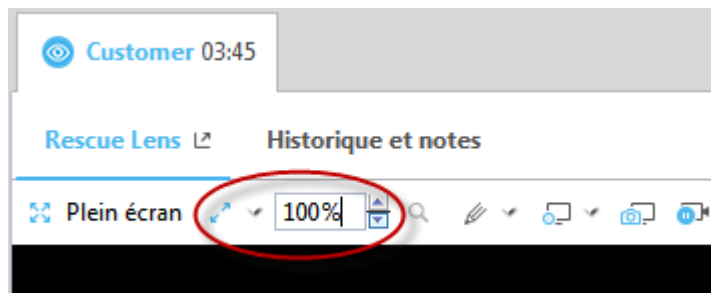 Customer 03:45
Rescue Lens Historique et notes
Plein écran 100%